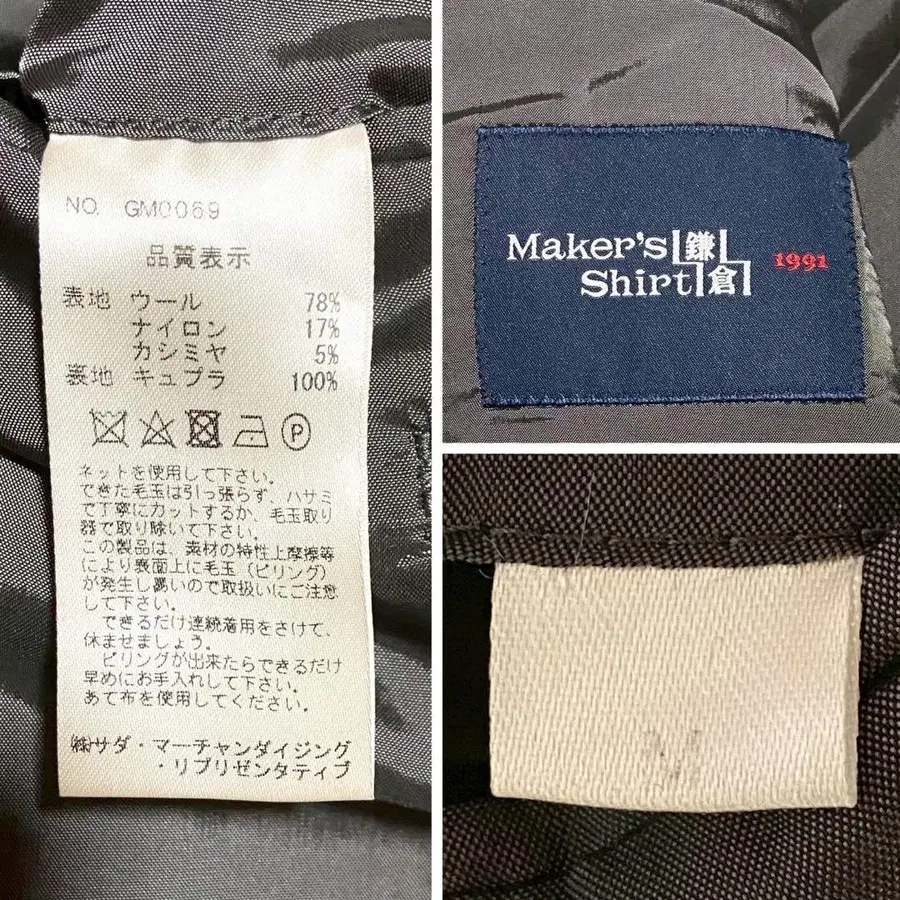 NO. GM0069
品質表示
表地 ウール 78%
ナイロン 17%
カシミヤ 5%
裏地 キュプラ 100%
P
ネットを使用して下さい。
できた毛玉は引っ張らず、ハサミ
で丁寧にカットするか、毛玉取り
器で取り除いて下さい。
この製品は、素材の特性上摩擦等
により表面上に毛玉（ピリング）
が発生し易いので取扱いにご注意
して下さい。
できるだけ連続着用をさけて、
休ませましょう。
ピリングが出来たらできるだけ
早めにお手入れして下さい。
あて布を使用してください。
㈱サダ・マーチャンダイジング
・リプリゼンタティブ
Maker's 鎌
Shirt 倉
1991